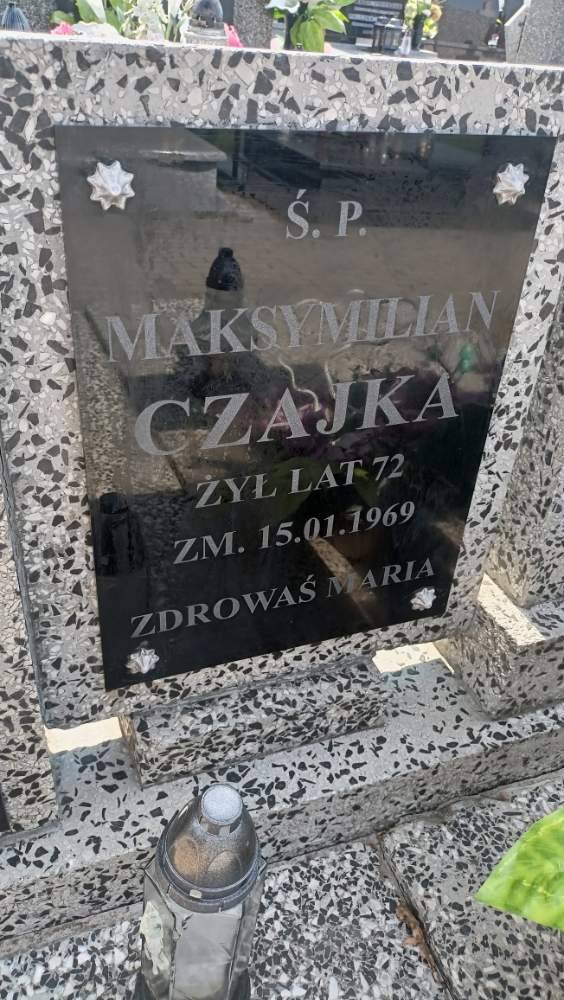 Ś. P.
MAKSYMILIAN
CZAJKA
ŻYŁ LAT 72
ZM. 15.01.1969
ZDROWAŚ MARIA